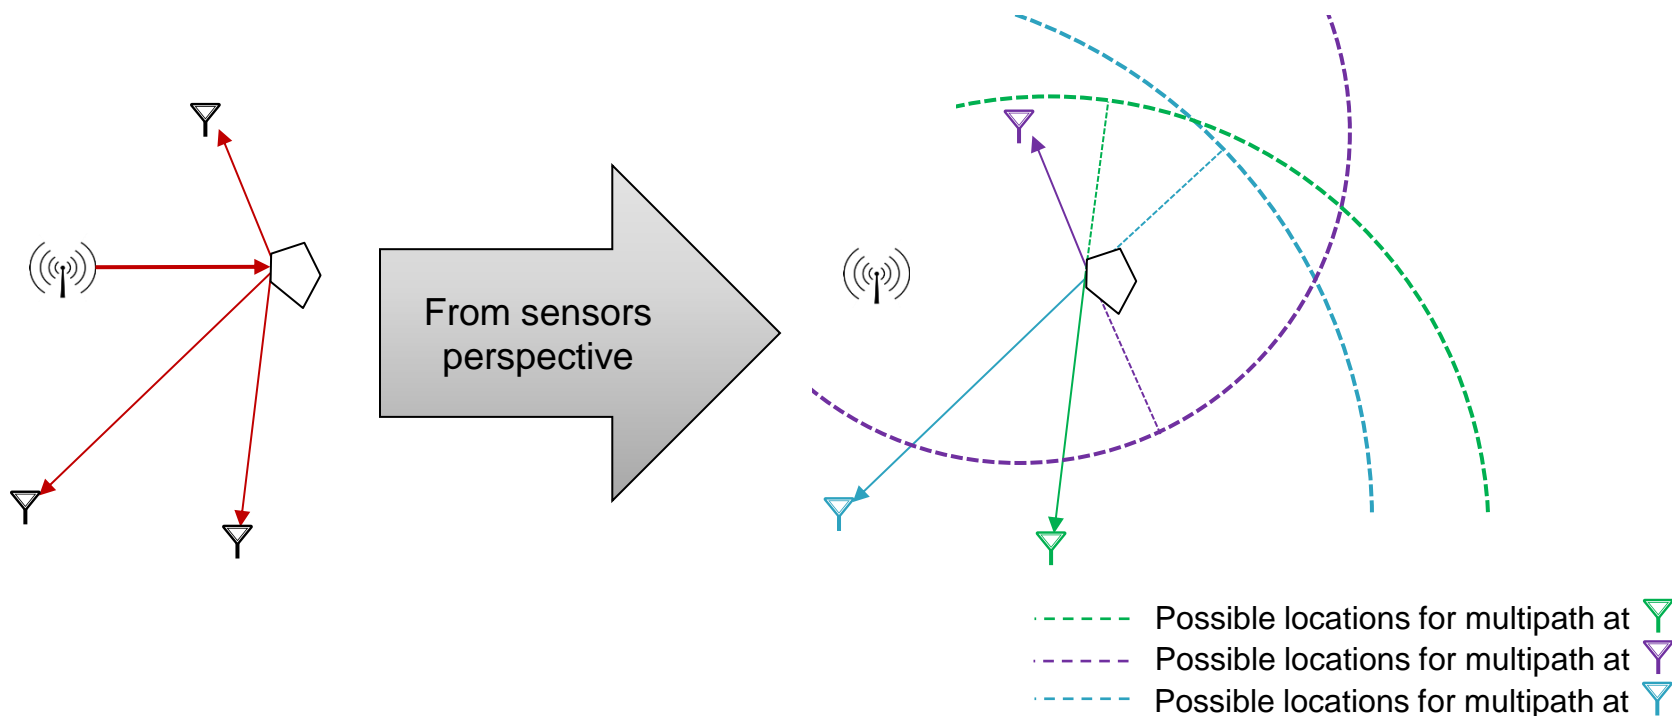 From sensors
perspective
Possible locations for multipath at
Possible locations for multipath at
Possible locations for multipath at